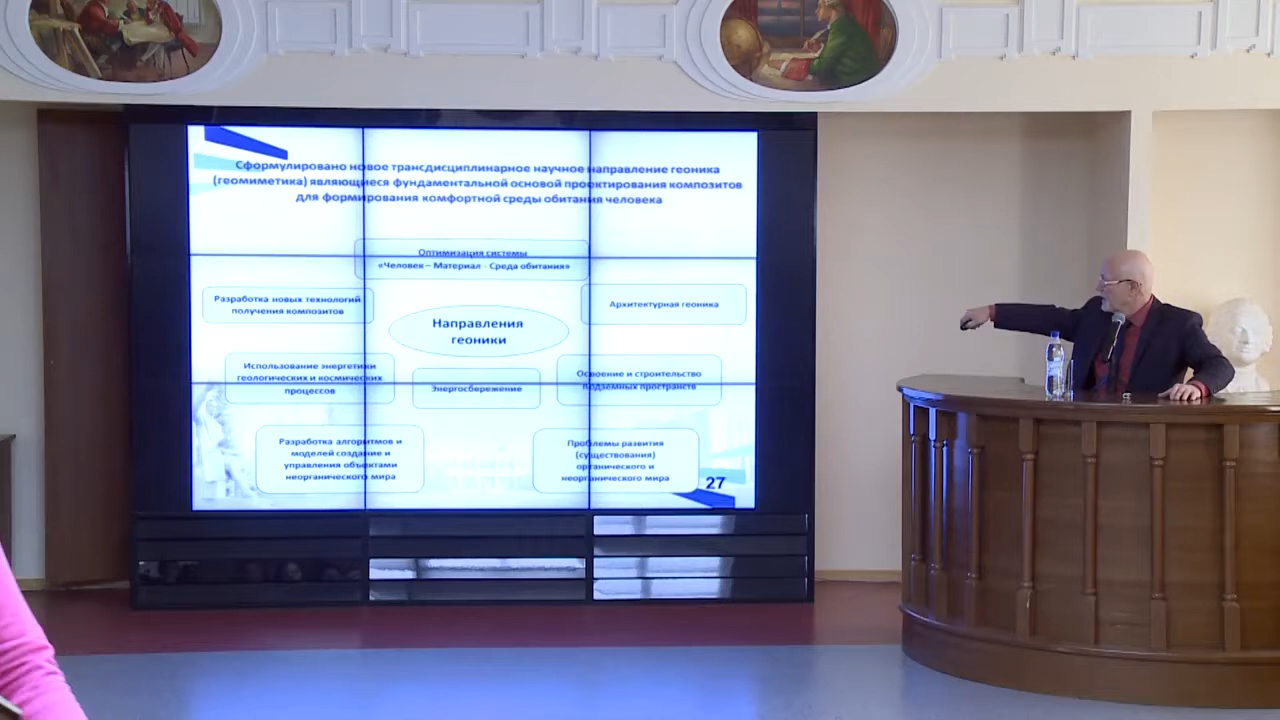 Сформулировано новое трансдисциплинарное научное направление геоника
(геомиметика) являющиеся фундаментальной основой проектирования композитов
для формирования комфортной среды обитания человека
Оптимизация системы
«Человек – Материал - Среда обитания»
Разработка новых технологий
получения композитов
Архитектурная геоника
Направления
геоники
Использование энергетики
геологических и космических
процессов
Энергосбережение
Освоение и строительство
подземных пространств
Разработка алгоритмов и
моделей создание и
управления объектами
неорганического мира
Проблемы развития
(существования)
органического и
неорганического мира
27